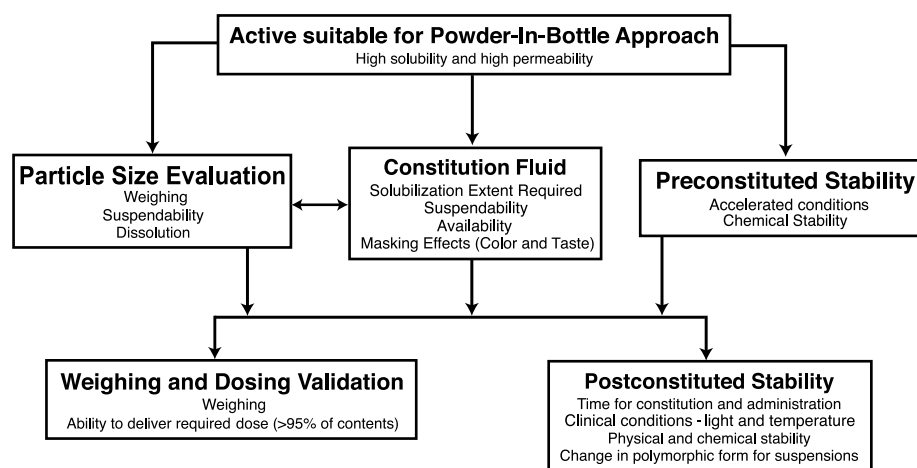 Active suitable for Powder-In-Bottle Approach
High solubility and high permeability
Particle Size Evaluation
Weighing
Suspendability
Dissolution
Constitution Fluid
Solubilization Extent Required
Suspendability
Availability
Masking Effects (Color and Taste)
Preconstituted Stability
Accelerated conditions
Chemical Stability
Weighing and Dosing Validation
Weighing
Ability to deliver required dose (>95% of contents)
Postconstituted Stability
Time for constitution and administration
Clinical conditions - light and temperature
Physical and chemical stability
Change in polymorphic form for suspensions